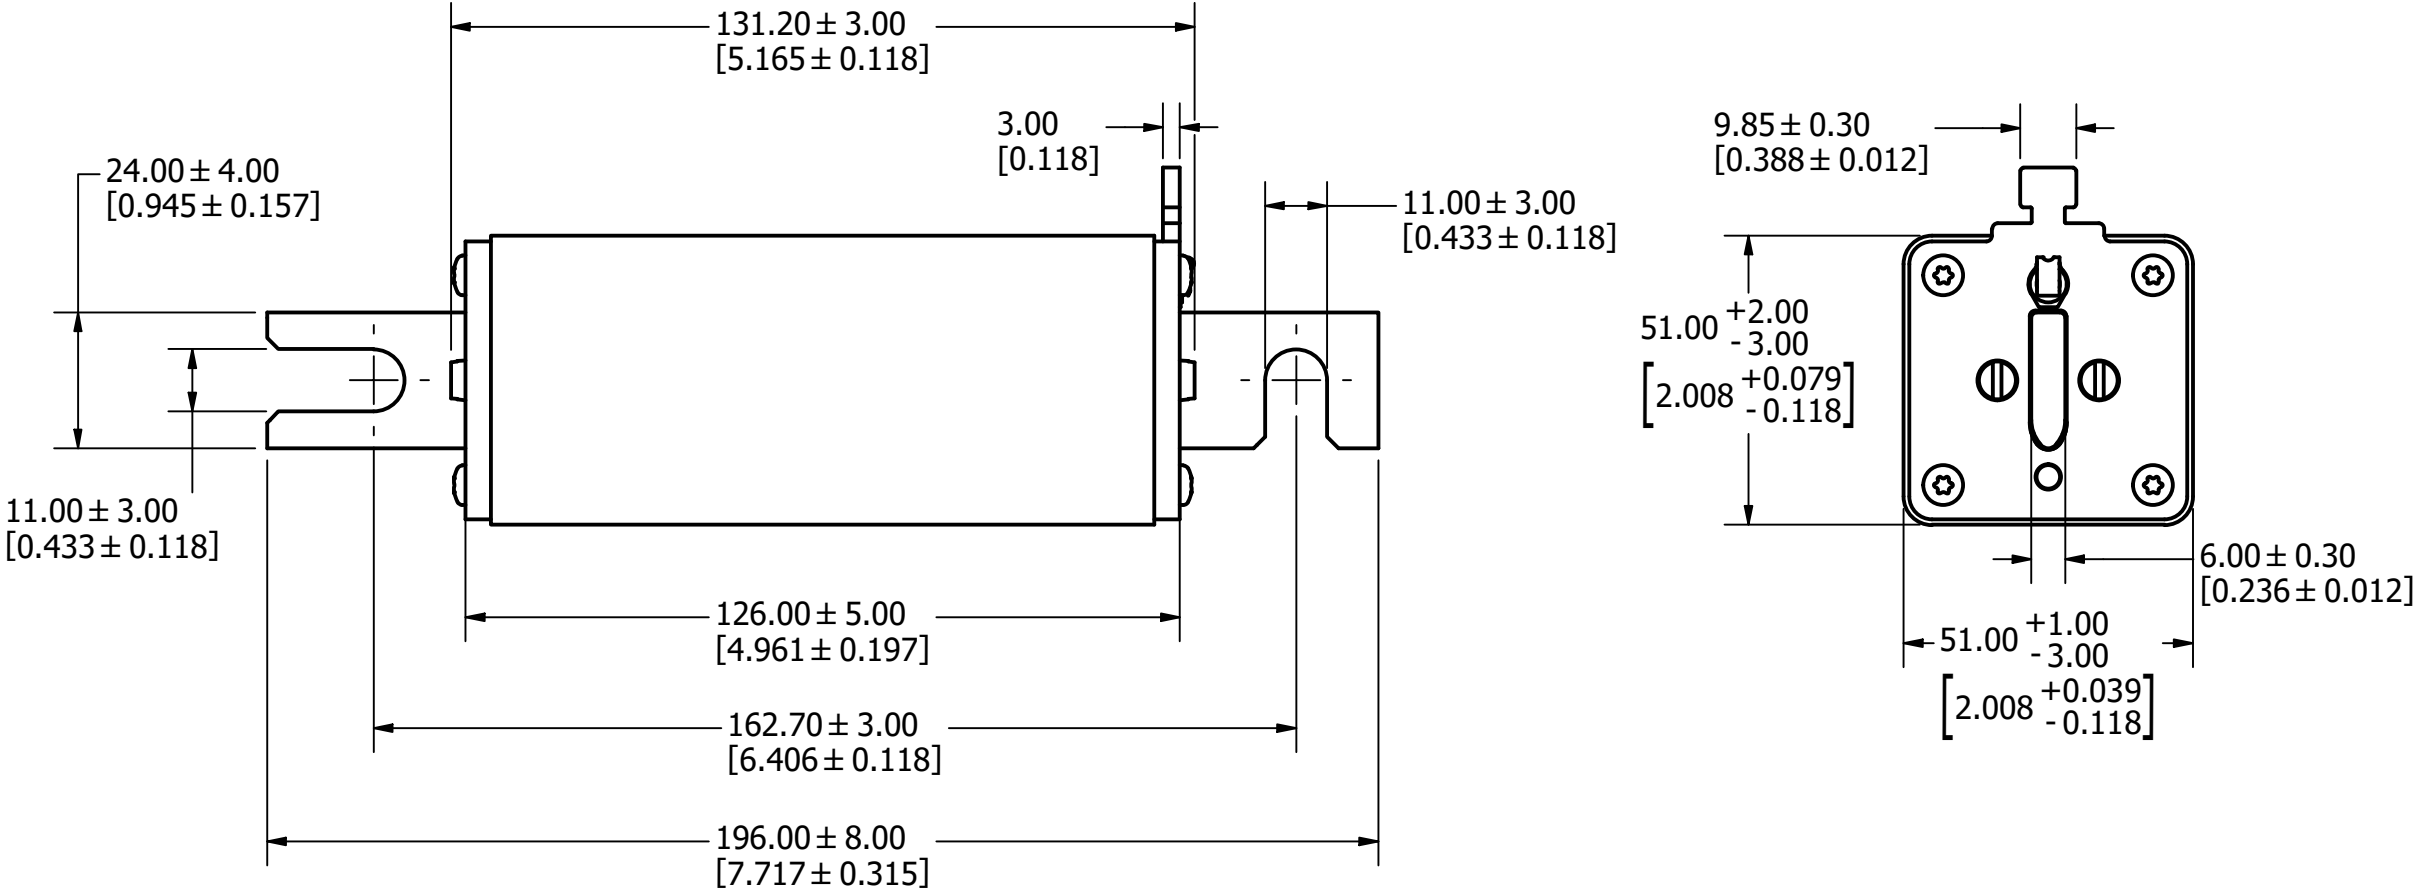 131.20 ± 3.00
[5.165 ± 0.118]
3.00
[0.118]
9.85 ± 0.30
[0.388 ± 0.012]
24.00 ± 4.00
[0.945 ± 0.157]
11.00 ± 3.00
[0.433 ± 0.118]
51.00 +2.00
- 3.00
[2.008 +0.079
- 0.118]
11.00 ± 3.00
[0.433 ± 0.118]
6.00 ± 0.30
[0.236 ± 0.012]
126.00 ± 5.00
[4.961 ± 0.197]
51.00 +1.00
- 3.00
[2.008 +0.039
- 0.118]
162.70 ± 3.00
[6.406 ± 0.118]
196.00 ± 8.00
[7.717 ± 0.315]